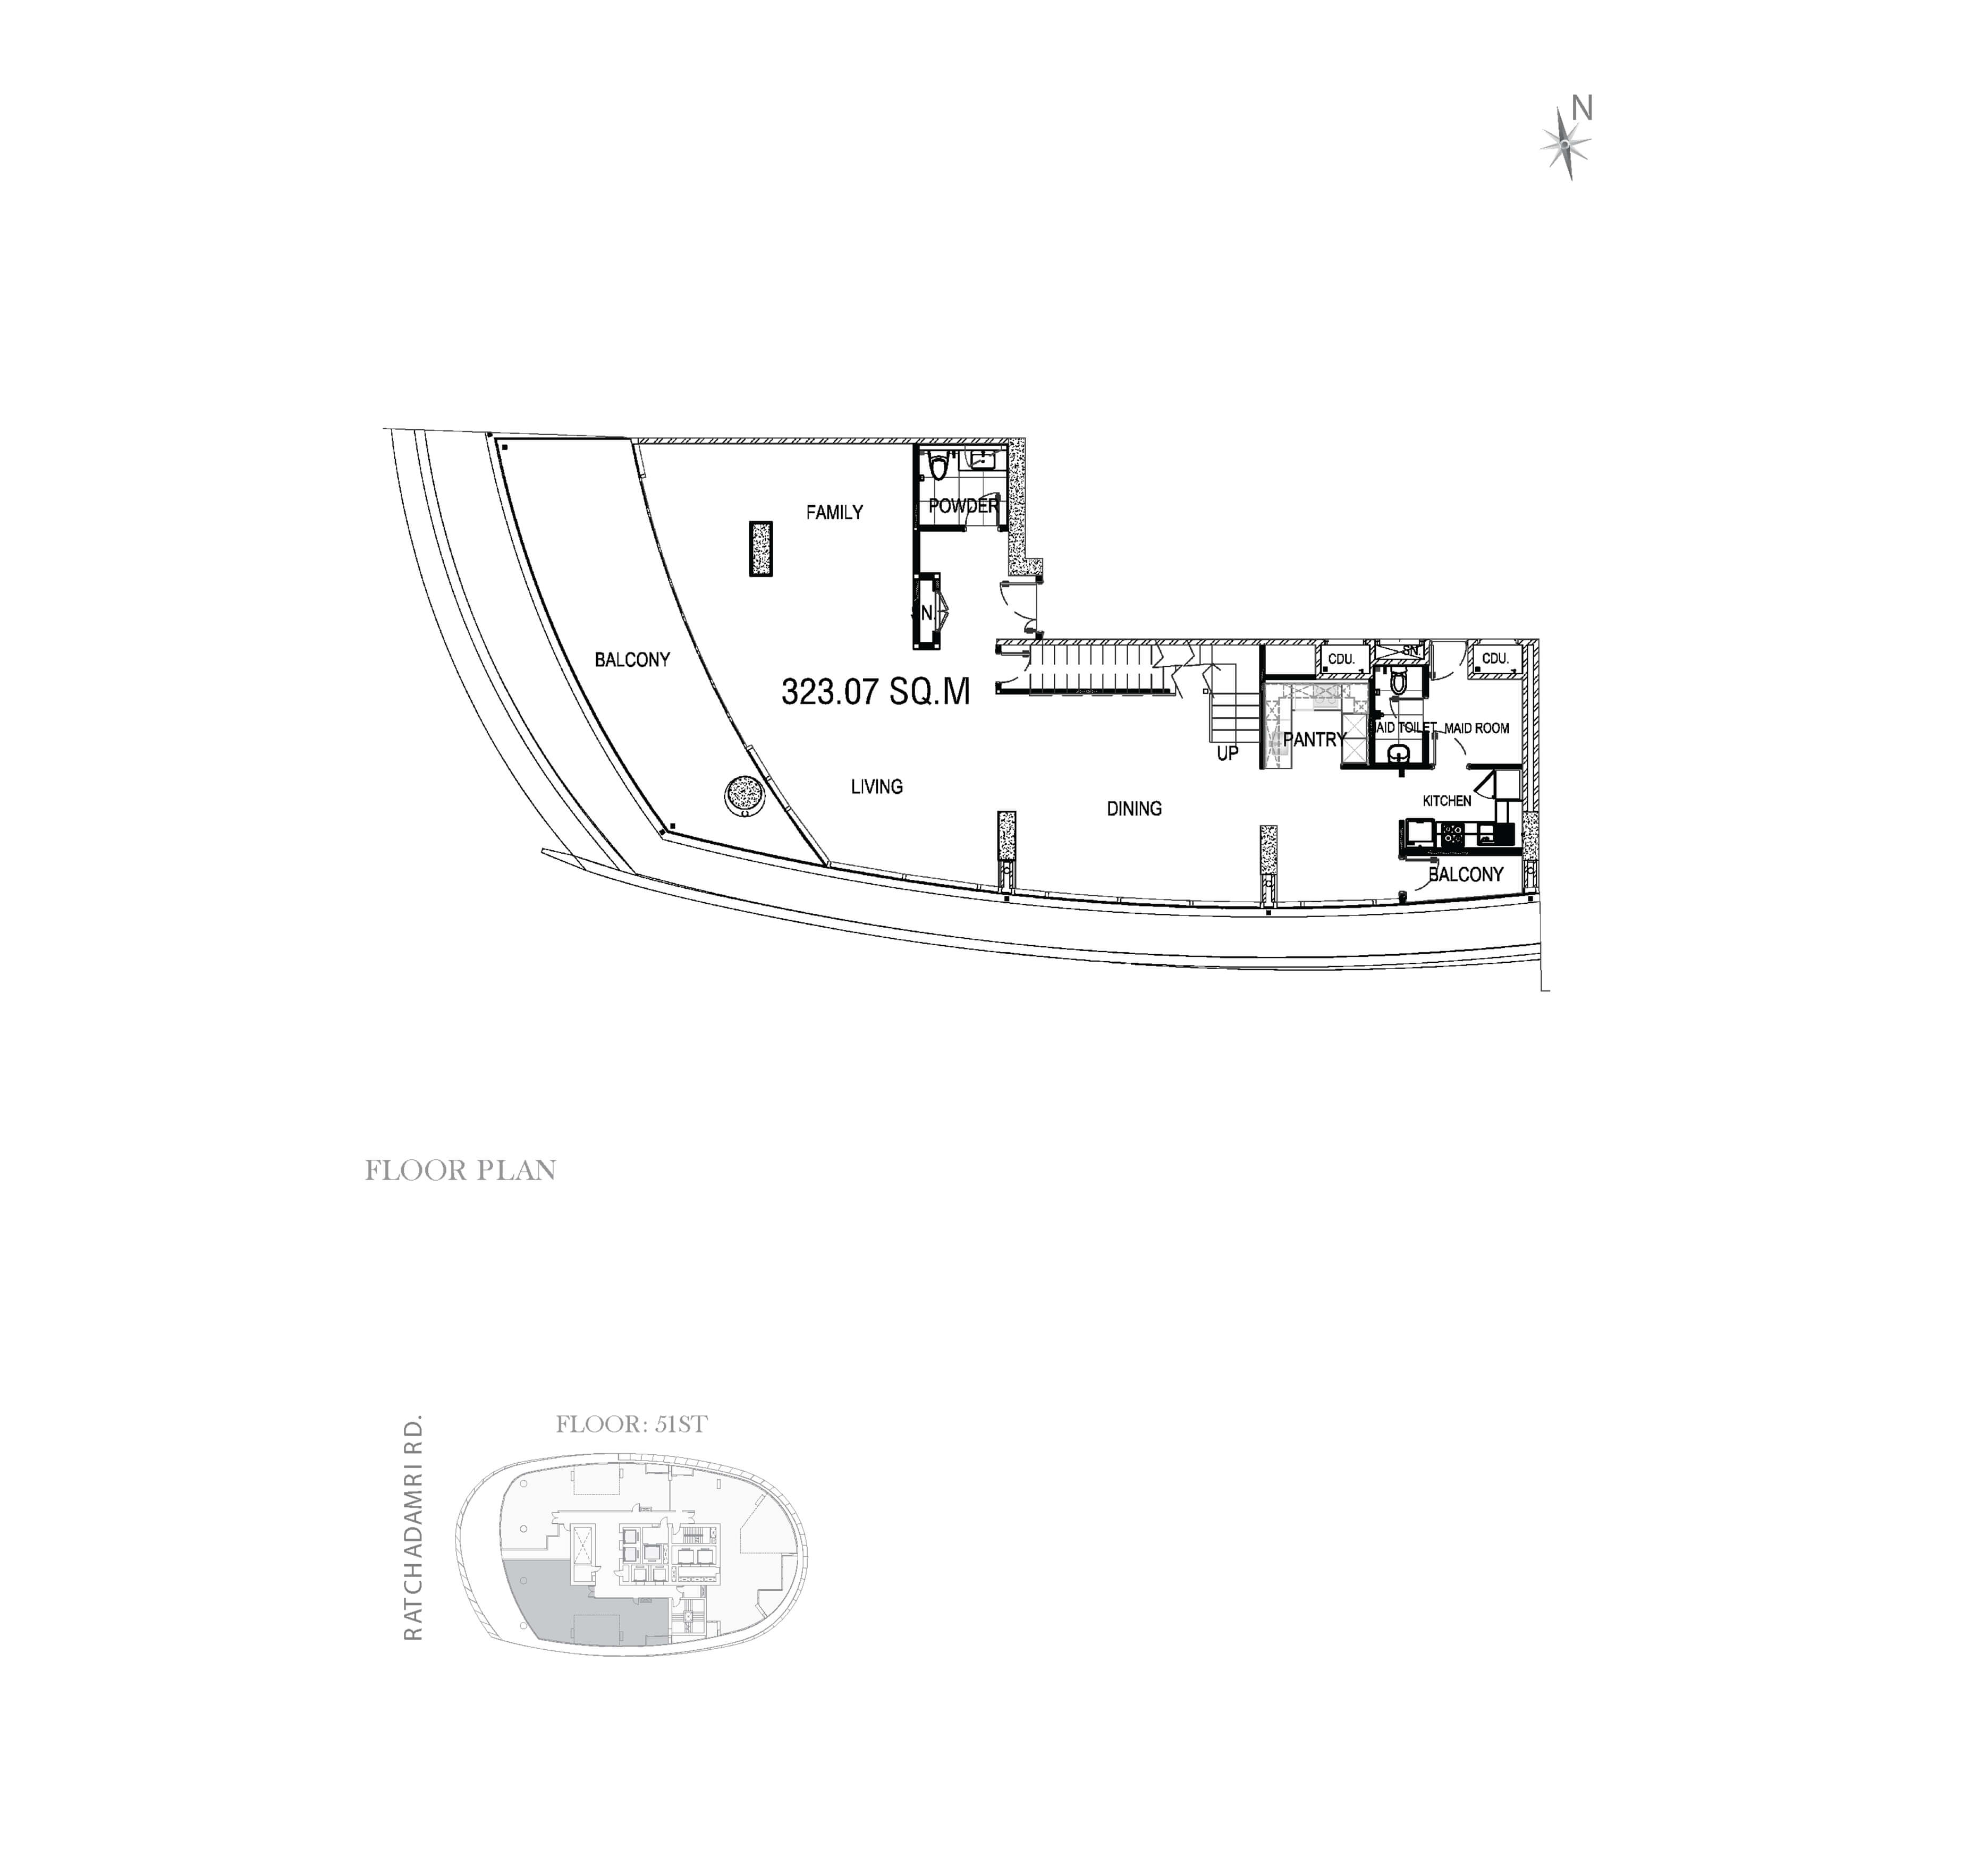 N
FAMILY
POWDER
N.
BALCONY
323.07 SQ.M
SN.
CDU.
CDU.
MAID TOILET
MAID ROOM
PANTRY
UP
LIVING
DINING
KITCHEN
BALCONY
FLOOR PLAN
RATCHADAMRI RD.
FLOOR: 51ST